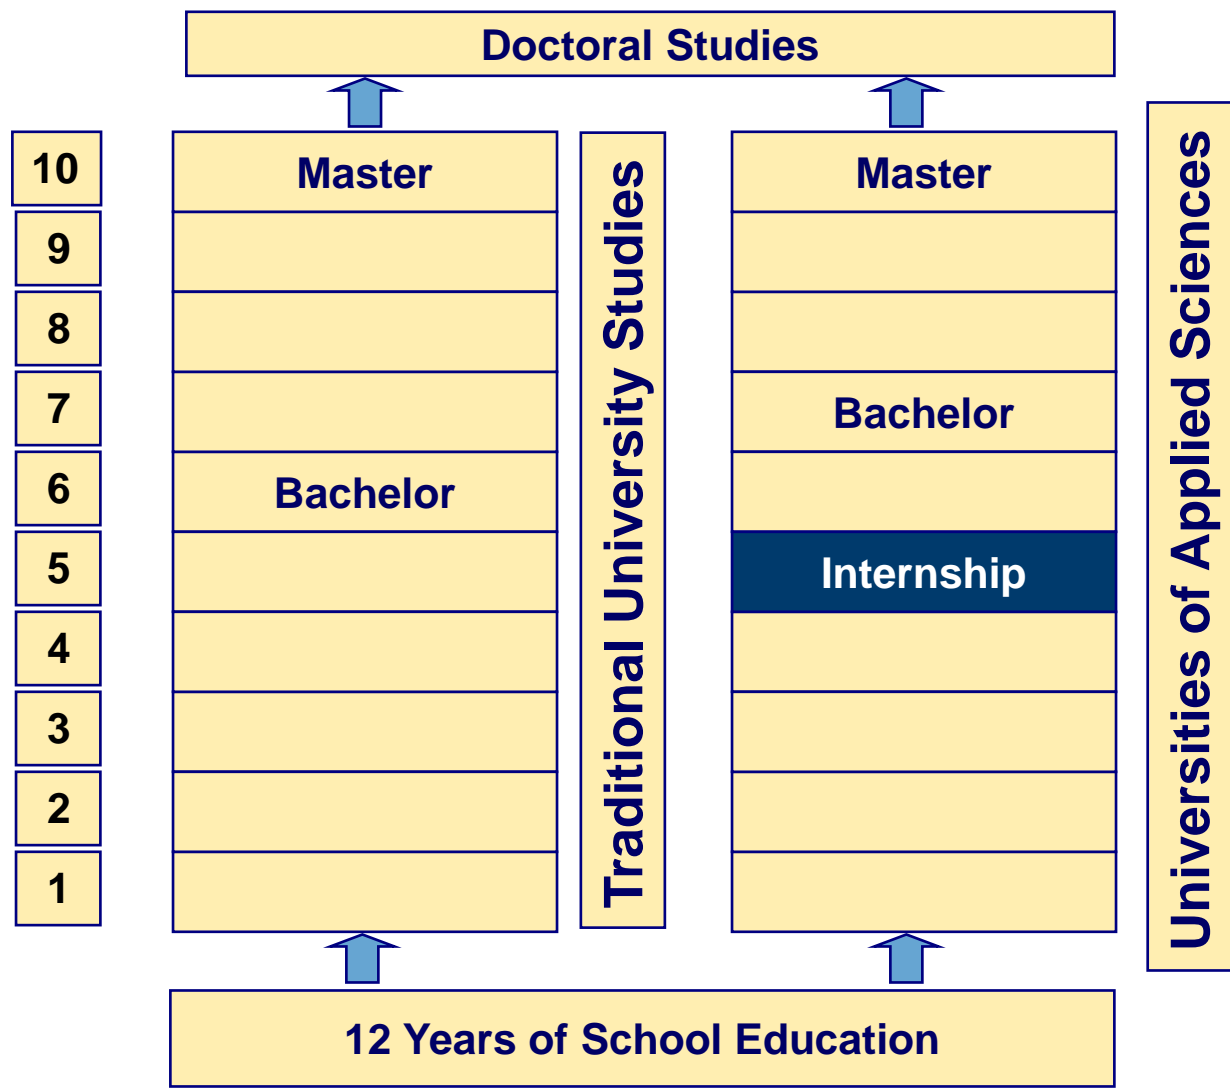 Doctoral Studies
10
Master
Master
9
8
7
Bachelor
6
Bachelor
5
Internship
4
3
2
1
Traditional University Studies
Universities of Applied Sciences
12 Years of School Education